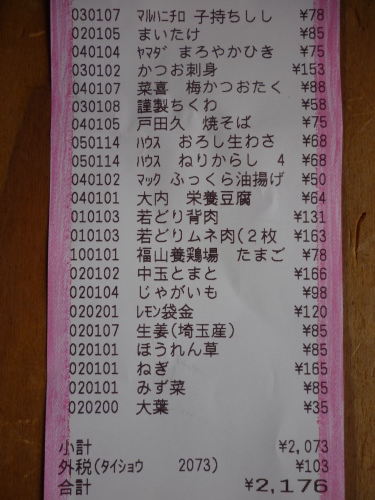 030107 ﾏﾙﾊﾆﾁﾛ 子持ちしし ¥78
020105 まいたけ ¥85
040104 ﾔﾏﾀﾞ まろやかひき ¥75
030102 かつお刺身 ¥153
040107 菜喜 梅かつおたく ¥88
030108 謹製ちくわ ¥58
040105 戸田久 焼そば ¥75
050114 ﾊｳｽ おろし生わさ ¥68
050114 ﾊｳｽ ねりからし 4 ¥68
040102 ﾏｯｸ ふっくら油揚げ ¥50
040101 大内 栄養豆腐 ¥64
010103 若どり背肉 ¥131
010103 若どりムネ肉(2枚 ¥163
100101 福山養鶏場 たまご ¥78
020102 中玉とまと ¥166
020104 じゃがいも ¥98
020201 ﾚﾓﾝ袋金 ¥120
020107 生姜(埼玉産) ¥85
020101 ほうれん草 ¥85
020101 ねぎ ¥165
020101 みず菜 ¥85
020200 大葉 ¥35
小計 ¥2,073
外税(ﾀｲｼｮｳ 2073) ¥103
合計 ¥2,176